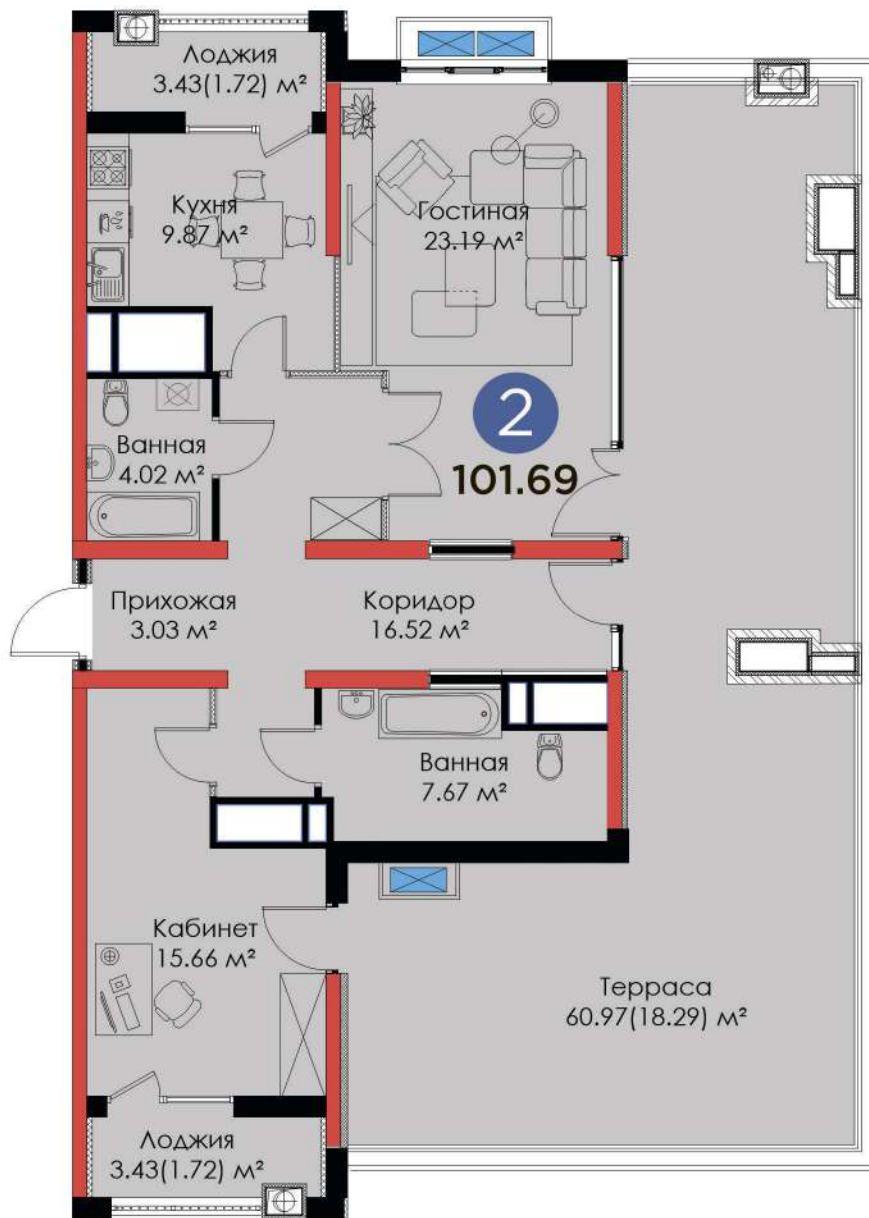 Лоджия
3.43(1.72) м²
Кухня
9.87 м²
Гостиная
23.19 м²
2
101.69
Ванная
4.02 м²
Прихожая
3.03 м²
Коридор
16.52 м²
Ванная
7.67 м²
Кабинет
15.66 м²
Терраса
60.97(18.29) м²
Лоджия
3.43(1.72) м²